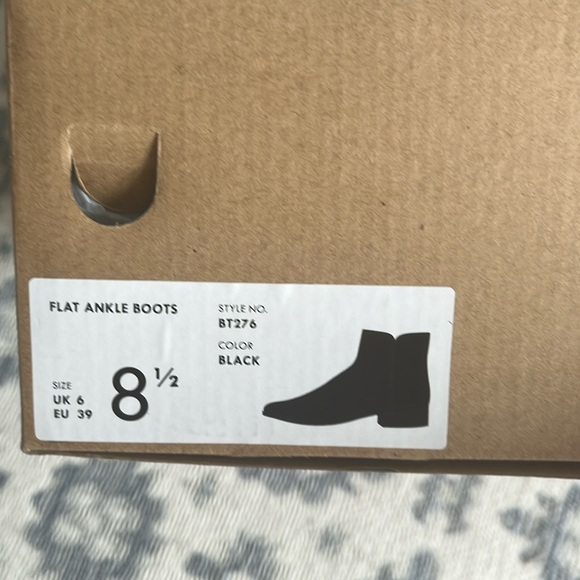 FLAT ANKLE BOOTS
STYLE NO.
BT276
COLOR
BLACK
SIZE
UK 6
EU 39
8 1/2